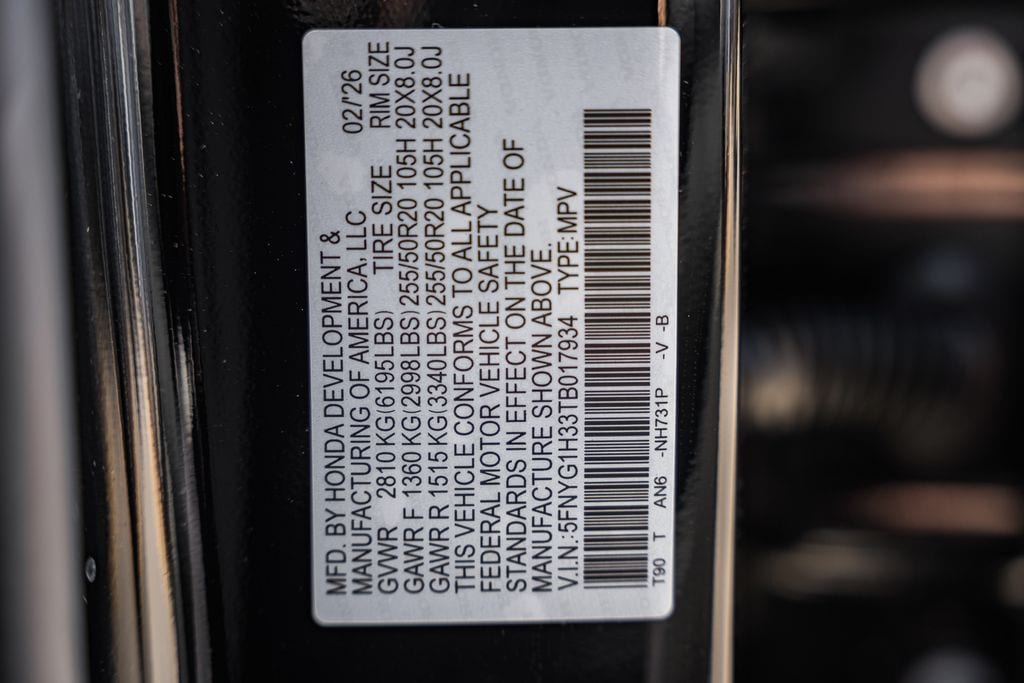 MFD. BY HONDA DEVELOPMENT & 02/'26
MANUFACTURING OF AMERICA, LLC
GVWR 2810 KG(6195LBS) TIRE SIZE RIM SIZE
GAWR F 1360 KG(2998LBS) 255/50R20 105H 20X8.0J
GAWR R 1515 KG(3340LBS) 255/50R20 105H 20X8.0J
THIS VEHICLE CONFORMS TO ALL APPLICABLE
FEDERAL MOTOR VEHICLE SAFETY
STANDARDS IN EFFECT ON THE DATE OF
MANUFACTURE SHOWN ABOVE.
V.I.N.:5FNYG1H33TB017934 TYPE:MPV
T90 T AN6 -NH731P -V -B